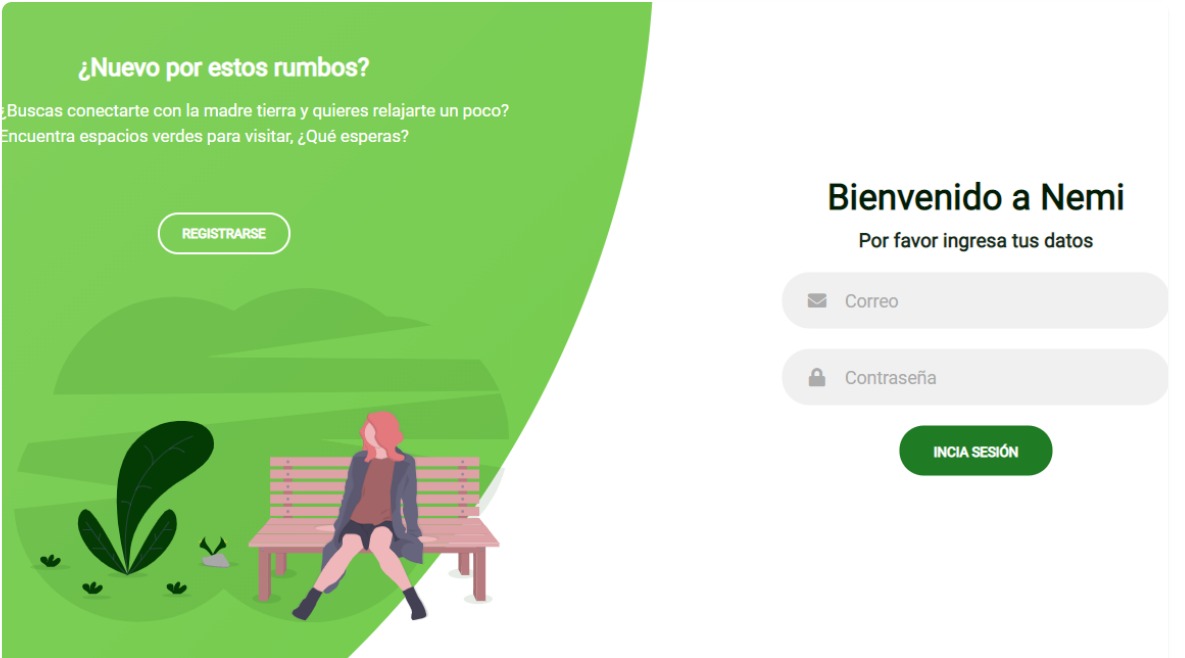 ¿Nuevo por estos rumbos?
¿Buscas conectarte con la madre tierra y quieres relajarte un poco?
Encuentra espacios verdes para visitar, ¿Qué esperas?
REGISTRARSE
Bienvenido a Nemi
Por favor ingresa tus datos
Correo
Contraseña
INCIA SESIÓN